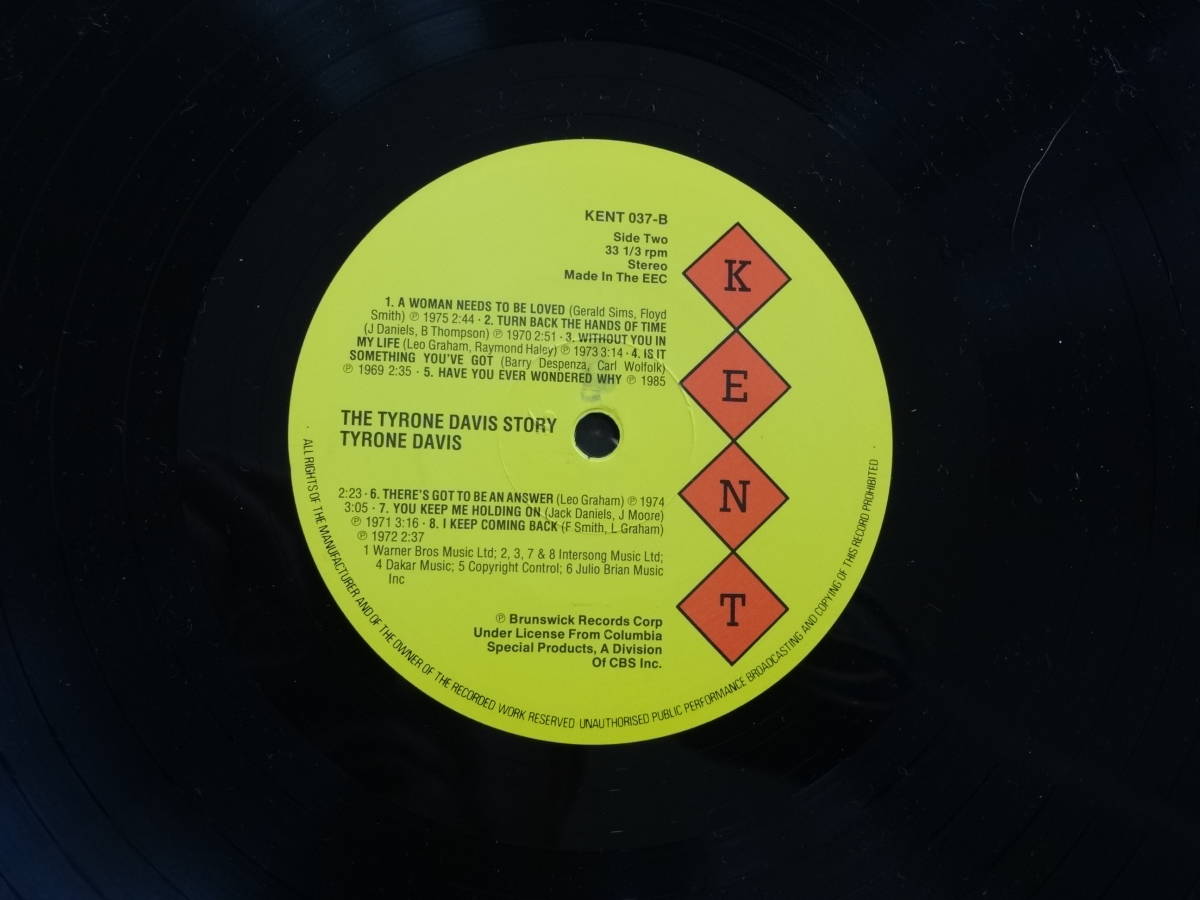 KENT 037-B
Side Two
33 1/3 rpm
Stereo
Made In The EEC
1. A WOMAN NEEDS TO BE LOVED (Gerald Sims, Floyd
Smith) ℗ 1975 2:44 · 2. TURN BACK THE HANDS OF TIME
(J Daniels, B Thompson) ℗ 1970 2:51 · 3. WITHOUT YOU IN
MY LIFE (Leo Graham, Raymond Haley) ℗ 1973 3:14 · 4. IS IT
SOMETHING YOU'VE GOT (Barry Despenza, Carl Wolfolk)
℗ 1969 2:35 · 5. HAVE YOU EVER WONDERED WHY ℗ 1985
THE TYRONE DAVIS STORY
TYRONE DAVIS
2:23 · 6. THERE'S GOT TO BE AN ANSWER (Leo Graham) ℗ 1974
3:05 · 7. YOU KEEP ME HOLDING ON (Jack Daniels, J Moore)
℗ 1971 3:16 · 8. I KEEP COMING BACK (F Smith, L Graham)
℗ 1972 2:37
1 Warner Bros Music Ltd; 2, 3, 7 & 8 Intersong Music Ltd;
4 Dakar Music; 5 Copyright Control; 6 Julio Brian Music
Inc
℗ Brunswick Records Corp
Under License From Columbia
Special Products, A Division
Of CBS Inc.
K
E
N
T
ALL RIGHTS OF THE MANUFACTURER AND OF THE OWNER OF THE RECORDED WORK RESERVED UNAUTHORISED PUBLIC PERFORMANCE BROADCASTING AND COPYING OF THIS RECORD PROHIBITED